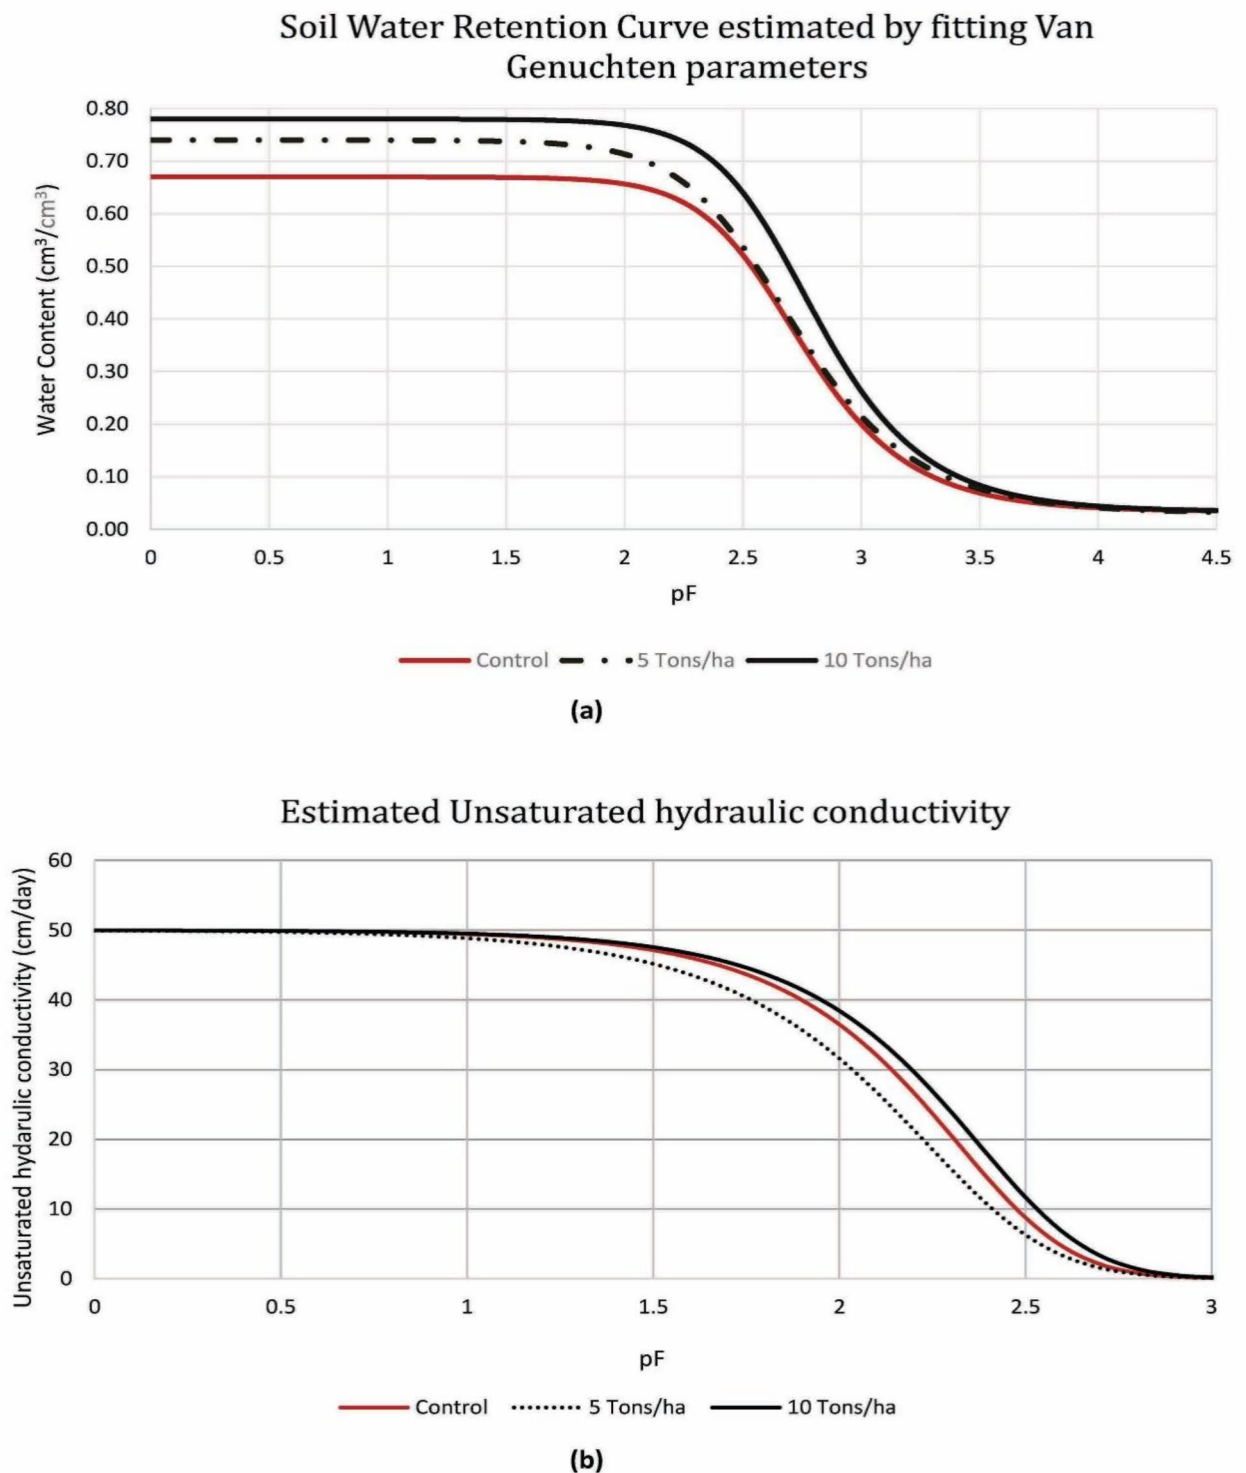 Soil Water Retention Curve estimated by fitting Van
Genuchten parameters
Water Content (cm³/cm³)
0.80
0.70
0.60
0.50
0.40
0.30
0.20
0.10
0.00
0 0.5 1 1.5 2 2.5 3 3.5 4 4.5
pF
Control 5 Tons/ha 10 Tons/ha
(a)
Estimated Unsaturated hydraulic conductivity
Unsaturated hydarulic conductivity (cm/day)
60
50
40
30
20
10
0
0 0.5 1 1.5 2 2.5 3
pF
Control 5 Tons/ha 10 Tons/ha
(b)